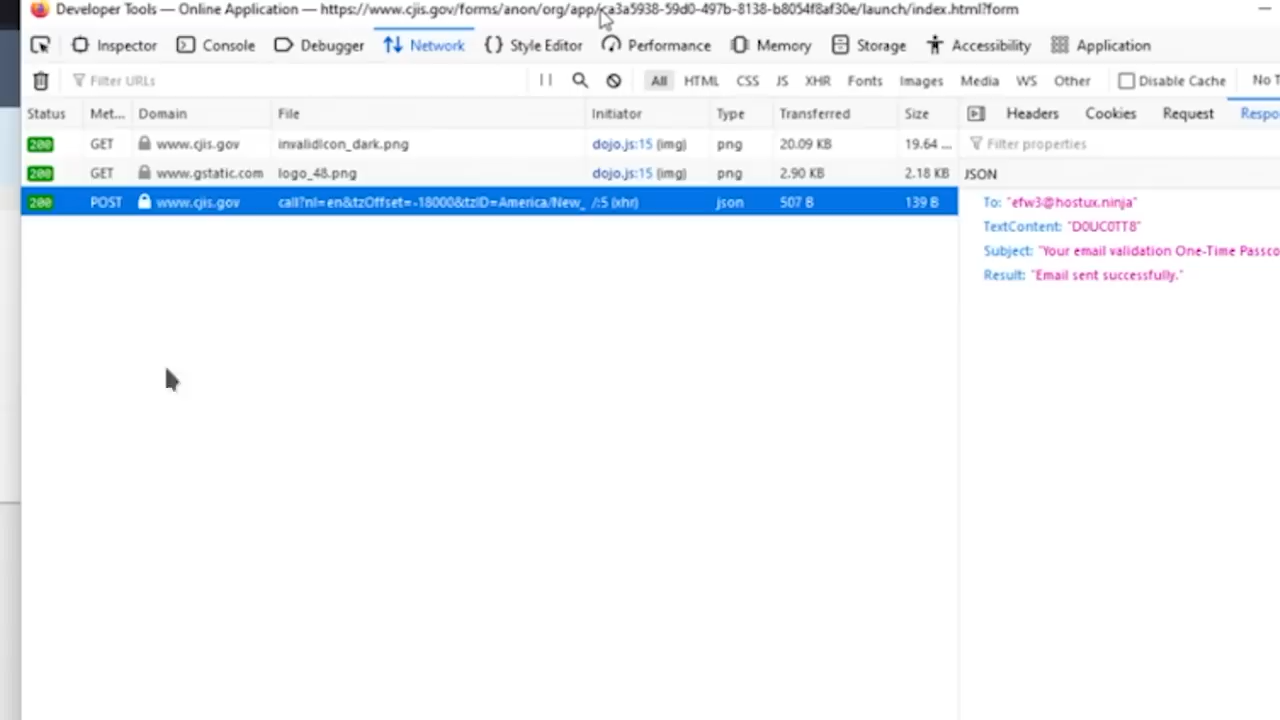 Developer Tools — Online Application — https://www.cjis.gov/forms/anon/org/app/ca3a5938-59d0-497b-8138-b8054f8af30e/launch/index.html?form
Inspector Console Debugger Network {} Style Editor Performance Memory Storage Accessibility Application
Filter URLs All HTML CSS JS XHR Fonts Images Media WS Other Disable Cache No T
Status Met... Domain File Initiator Type Transferred Size Headers Cookies Request Respo
200 GET www.cjis.gov invalidIcon_dark.png dojo.js:15 (img) png 20.09 KB 19.64 ... Filter properties
200 GET www.gstatic.com logo_48.png dojo.js:15 (img) png 2.90 KB 2.18 KB JSON
200 POST www.cjis.gov call?nl=en&tzOffset=-18000&tzID=America/New_ /:5 (xhr) json 507 B 139 B To: "efw3@hostux.ninja"
TextContent: "D0UC0TT8"
Subject: "Your email validation One-Time Passco
Result: "Email sent successfully."